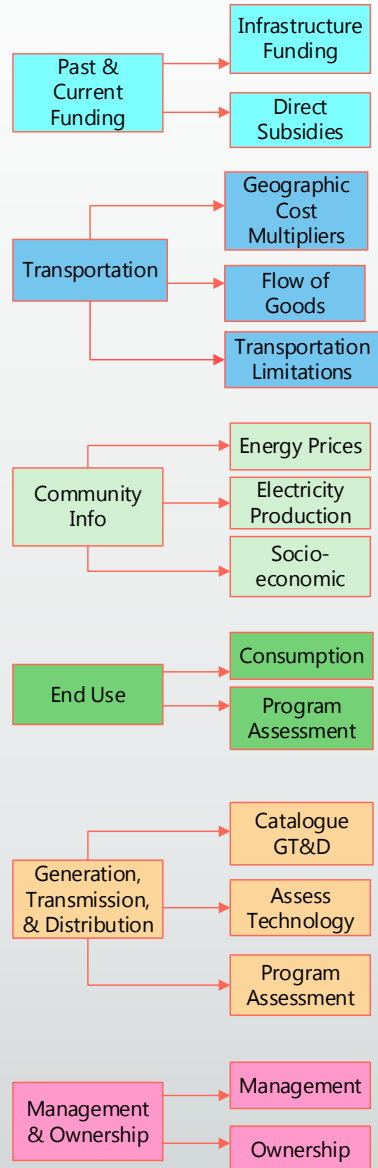 Past &
Current
Funding
Infrastructure
Funding
Direct
Subsidies
Transportation
Geographic
Cost
Multipliers
Flow of
Goods
Transportation
Limitations
Community
Info
Energy Prices
Electricity
Production
Socio-
economic
End Use
Consumption
Program
Assessment
Generation,
Transmission,
& Distribution
Catalogue
GT&D
Assess
Technology
Program
Assessment
Management
& Ownership
Management
Ownership